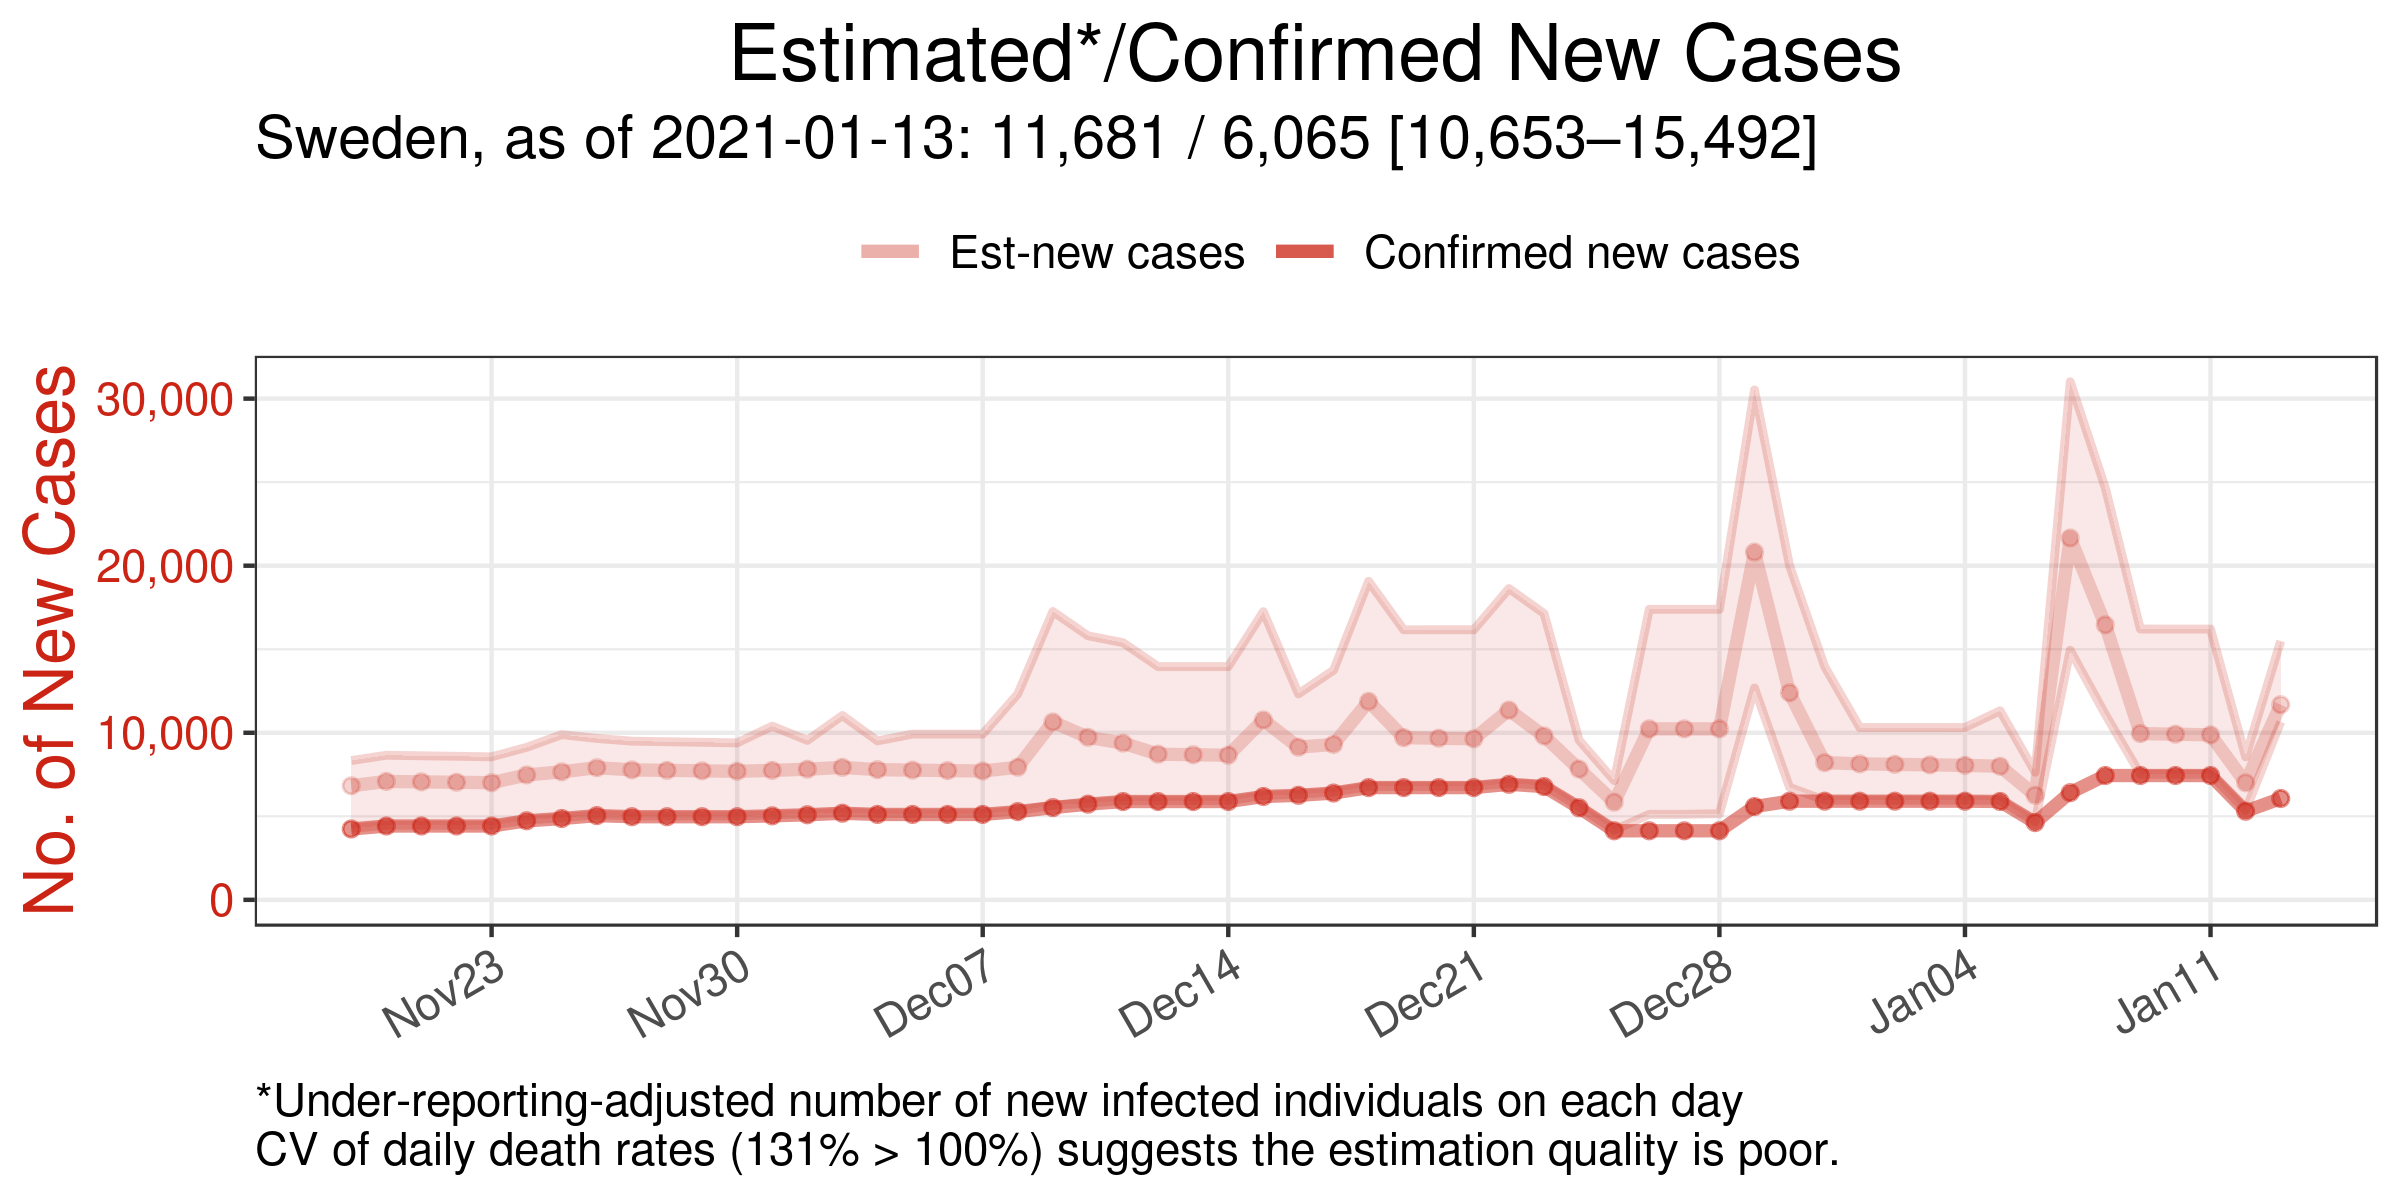 Estimated*/Confirmed New Cases
Sweden, as of 2021-01-13: 11,681 / 6,065 [10,653–15,492]
Est-new cases Confirmed new cases
No. of New Cases
30,000
20,000
10,000
0
Nov23 Nov30 Dec07 Dec14 Dec21 Dec28 Jan04 Jan11
*Under-reporting-adjusted number of new infected individuals on each day
CV of daily death rates (131% > 100%) suggests the estimation quality is poor.